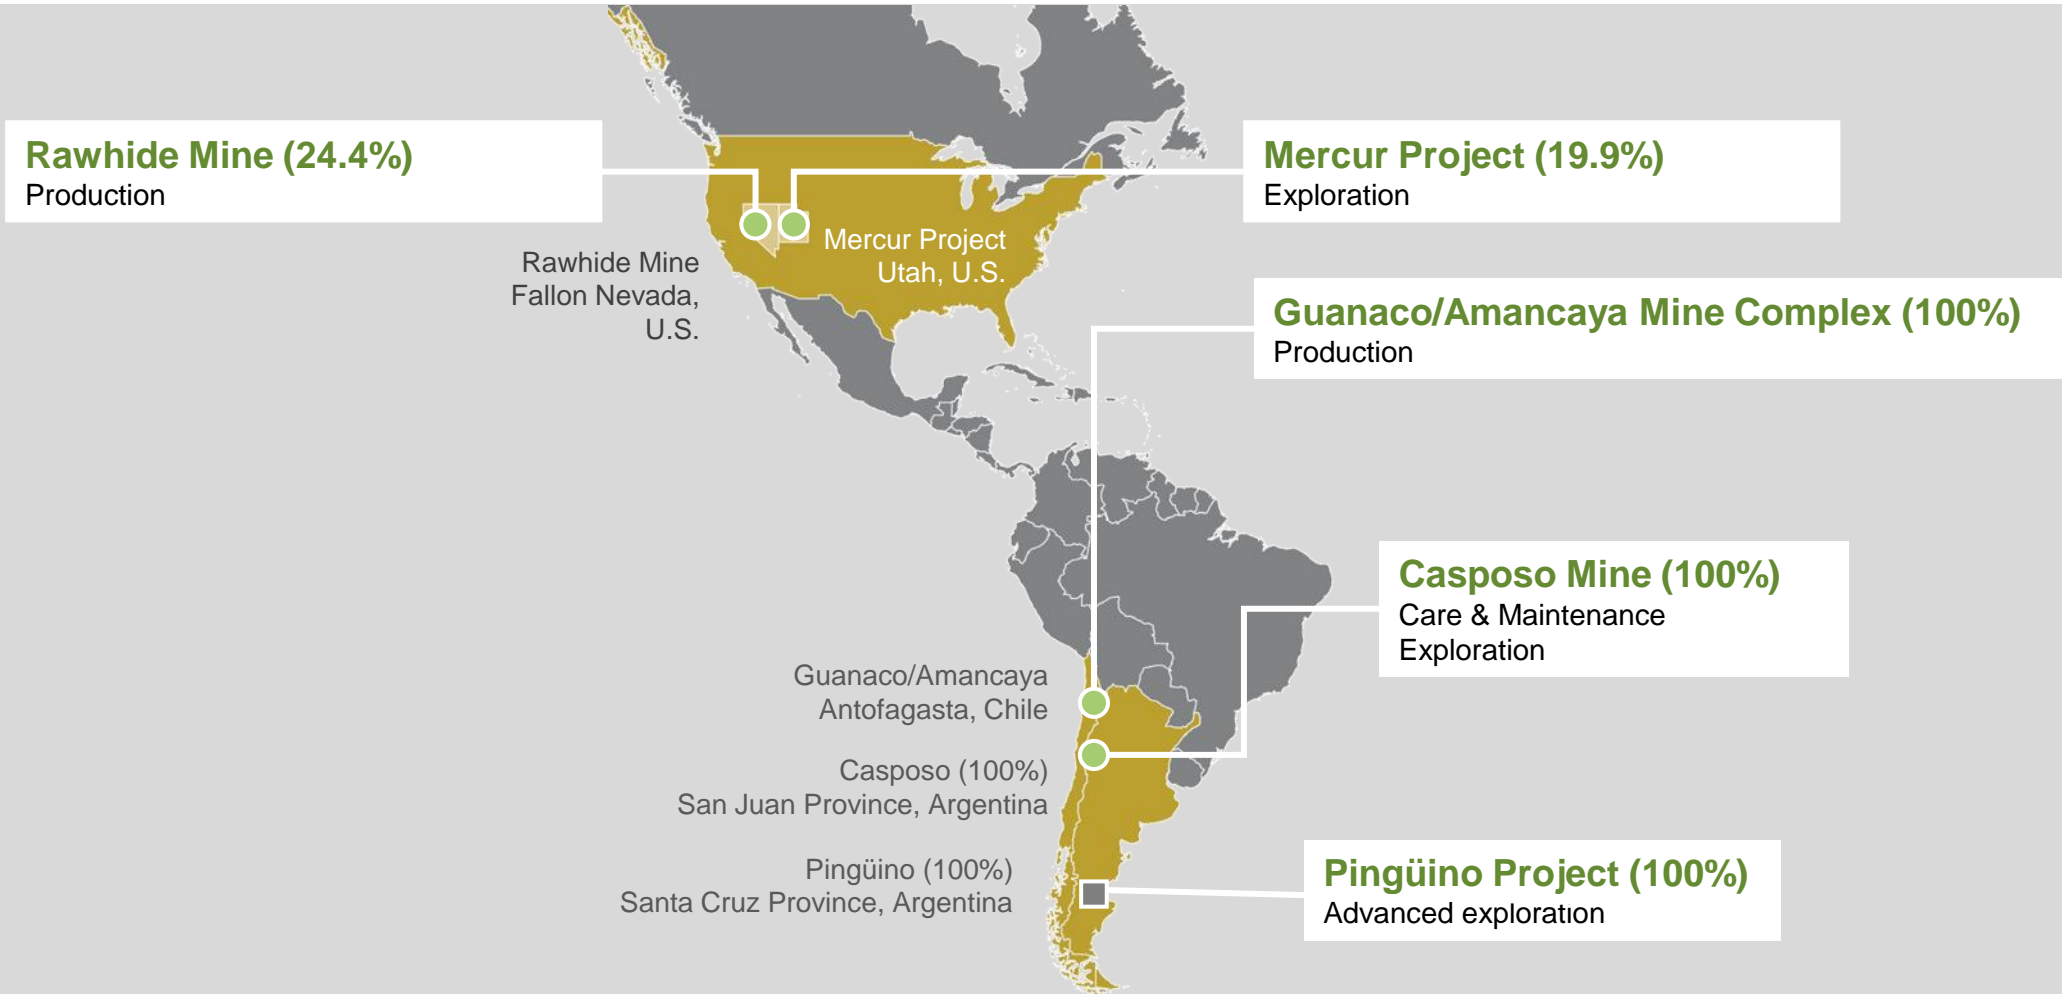 Rawhide Mine (24.4%)
Production
Mercur Project (19.9%)
Exploration
Rawhide Mine
Fallon Nevada,
U.S.
Mercur Project
Utah, U.S.
Guanaco/Amancaya Mine Complex (100%)
Production
Casposo Mine (100%)
Care & Maintenance
Exploration
Guanaco/Amancaya
Antofagasta, Chile
Casposo (100%)
San Juan Province, Argentina
Pingüino (100%)
Santa Cruz Province, Argentina
Pingüino Project (100%)
Advanced exploration